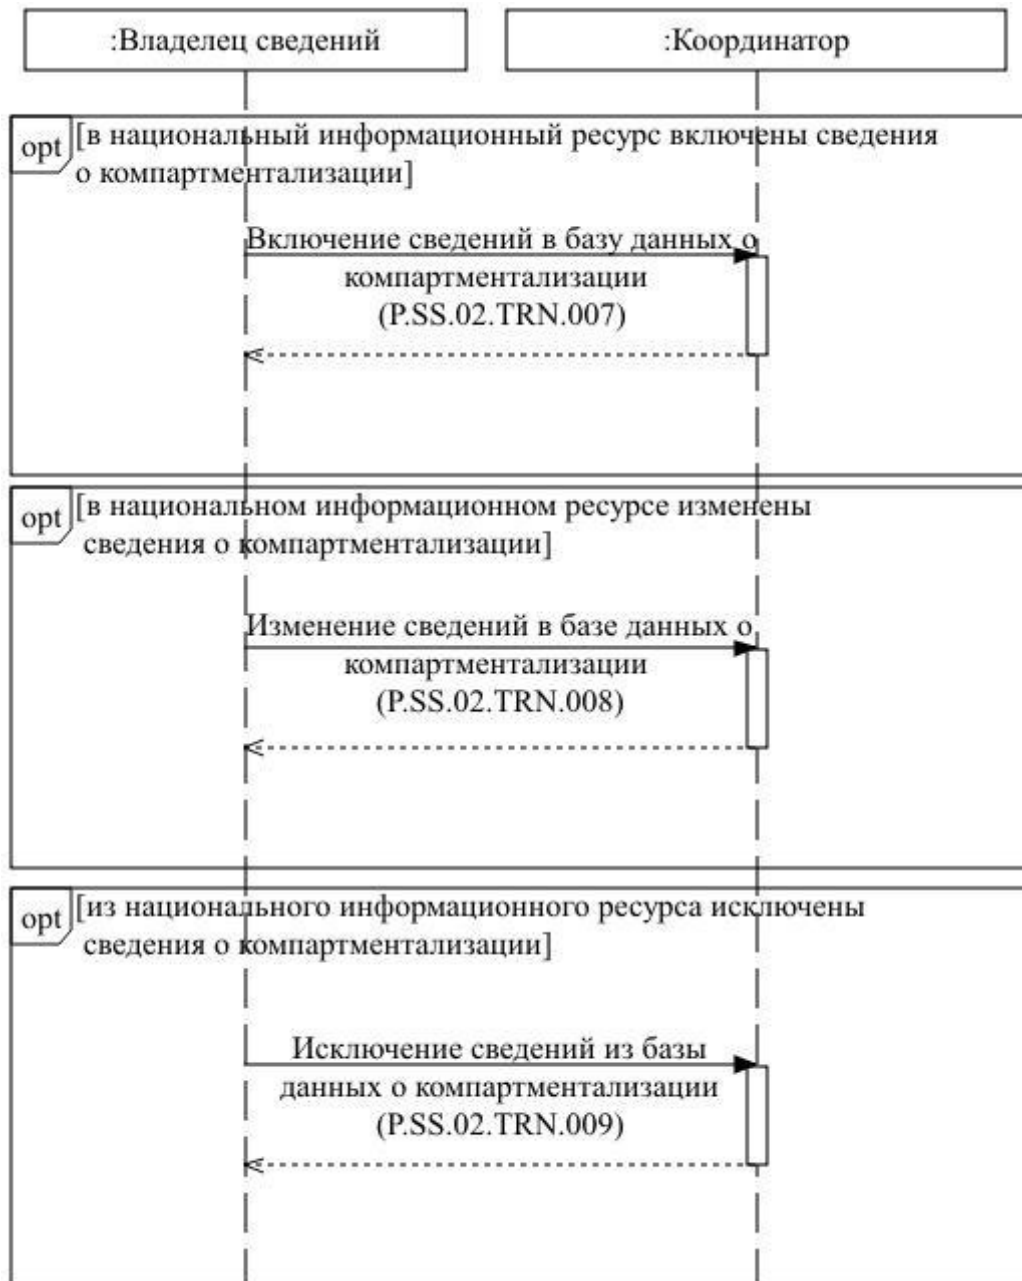 :Владелец сведений
:Координатор
opt
[в национальный информационный ресурс включены сведения
о компартментализации]
Включение сведений в базу данных о
компартментализации
(P.SS.02.TRN.007)
opt
[в национальном информационном ресурсе изменены
сведения о компартментализации]
Изменение сведений в базе данных о
компартментализации
(P.SS.02.TRN.008)
opt
[из национального информационного ресурса исключены
сведения о компартментализации]
Исключение сведений из базы
данных о компартментализации
(P.SS.02.TRN.009)